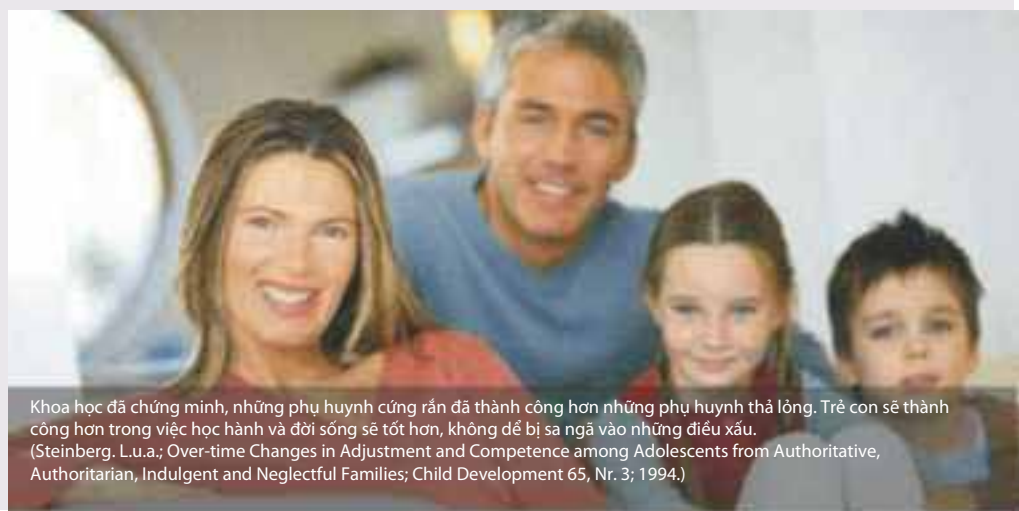 Khoa học đã chứng minh, những phụ huynh cứng rắn đã thành công hơn những phụ huynh thả lỏng. Trẻ con sẽ thành
công hơn trong việc học hành và đời sống sẽ tốt hơn, không dể bị sa ngã vào những điều xấu.
(Steinberg. L.u.a.; Over-time Changes in Adjustment and Competence among Adolescents from Authoritative,
Authoritarian, Indulgent and Neglectful Families; Child Development 65, Nr. 3; 1994.)